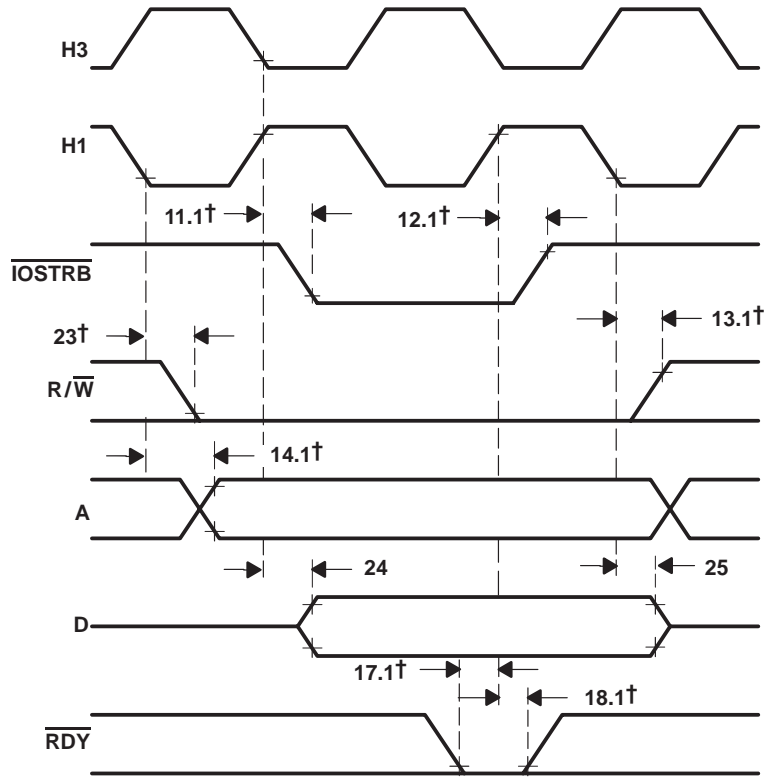 H3
H1
11.1†
12.1†
IOSTRB
23†
13.1†
R/W
14.1†
A
24
25
D
17.1†
18.1†
RDY